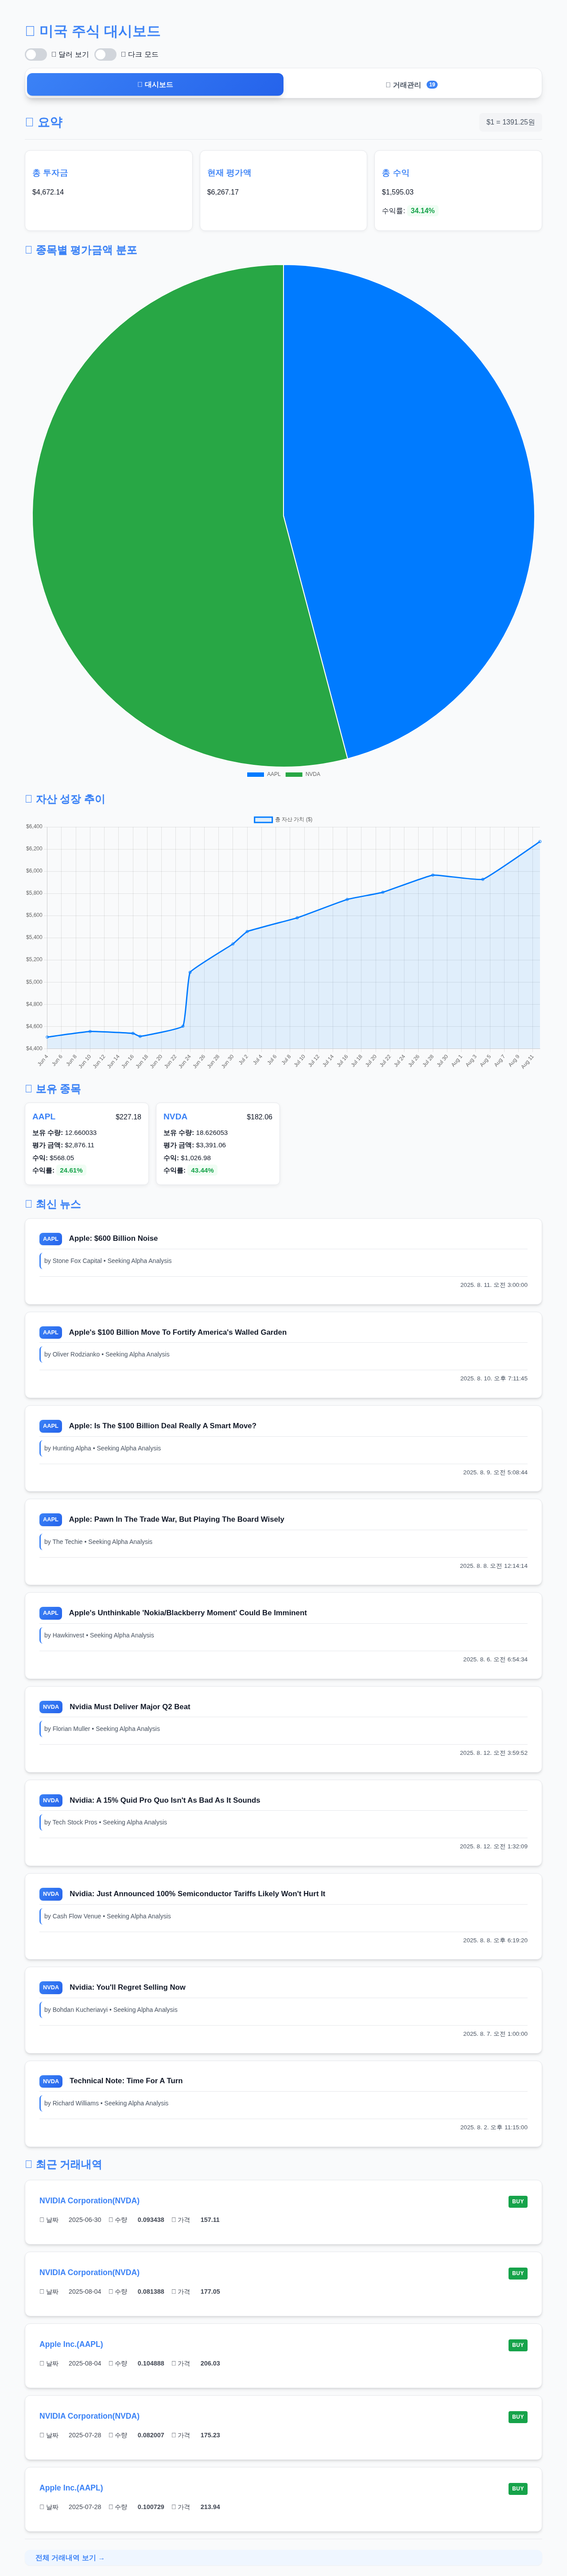 미국 주식 대시보드
달러 보기 다크 모드
대시보드 거래관리 19
요약 $1 = 1391.25원
총 투자금
$4,672.14
현재 평가액
$6,267.17
총 수익
$1,595.03
수익률: 34.14%
종목별 평가금액 분포
AAPL NVDA
자산 성장 추이
총 자산 가치 ($)
$6,400
$6,200
$6,000
$5,800
$5,600
$5,400
$5,200
$5,000
$4,800
$4,600
$4,400
Jun 4 Jun 6 Jun 8 Jun 10 Jun 12 Jun 14 Jun 16 Jun 18 Jun 20 Jun 22 Jun 24 Jun 26 Jun 28 Jun 30 Jul 2 Jul 4 Jul 6 Jul 8 Jul 10 Jul 12 Jul 14 Jul 16 Jul 18 Jul 20 Jul 22 Jul 24 Jul 26 Jul 28 Jul 30 Aug 1 Aug 3 Aug 5 Aug 7 Aug 9 Aug 11
보유 종목
AAPL $227.18
보유 수량: 12.660033
평가 금액: $2,876.11
수익: $568.05
수익률: 24.61%
NVDA $182.06
보유 수량: 18.626053
평가 금액: $3,391.06
수익: $1,026.98
수익률: 43.44%
최신 뉴스
AAPL Apple: $600 Billion Noise
by Stone Fox Capital • Seeking Alpha Analysis
2025. 8. 11. 오전 3:00:00
AAPL Apple's $100 Billion Move To Fortify America's Walled Garden
by Oliver Rodzianko • Seeking Alpha Analysis
2025. 8. 10. 오후 7:11:45
AAPL Apple: Is The $100 Billion Deal Really A Smart Move?
by Hunting Alpha • Seeking Alpha Analysis
2025. 8. 9. 오전 5:08:44
AAPL Apple: Pawn In The Trade War, But Playing The Board Wisely
by The Techie • Seeking Alpha Analysis
2025. 8. 8. 오전 12:14:14
AAPL Apple's Unthinkable 'Nokia/Blackberry Moment' Could Be Imminent
by Hawkinvest • Seeking Alpha Analysis
2025. 8. 6. 오전 6:54:34
NVDA Nvidia Must Deliver Major Q2 Beat
by Florian Muller • Seeking Alpha Analysis
2025. 8. 12. 오전 3:59:52
NVDA Nvidia: A 15% Quid Pro Quo Isn't As Bad As It Sounds
by Tech Stock Pros • Seeking Alpha Analysis
2025. 8. 12. 오전 1:32:09
NVDA Nvidia: Just Announced 100% Semiconductor Tariffs Likely Won't Hurt It
by Cash Flow Venue • Seeking Alpha Analysis
2025. 8. 8. 오후 6:19:20
NVDA Nvidia: You'll Regret Selling Now
by Bohdan Kucheriavyi • Seeking Alpha Analysis
2025. 8. 7. 오전 1:00:00
NVDA Technical Note: Time For A Turn
by Richard Williams • Seeking Alpha Analysis
2025. 8. 2. 오후 11:15:00
최근 거래내역
NVIDIA Corporation(NVDA) BUY
날짜 2025-06-30 수량 0.093438 가격 157.11
NVIDIA Corporation(NVDA) BUY
날짜 2025-08-04 수량 0.081388 가격 177.05
Apple Inc.(AAPL) BUY
날짜 2025-08-04 수량 0.104888 가격 206.03
NVIDIA Corporation(NVDA) BUY
날짜 2025-07-28 수량 0.082007 가격 175.23
Apple Inc.(AAPL) BUY
날짜 2025-07-28 수량 0.100729 가격 213.94
전체 거래내역 보기 →